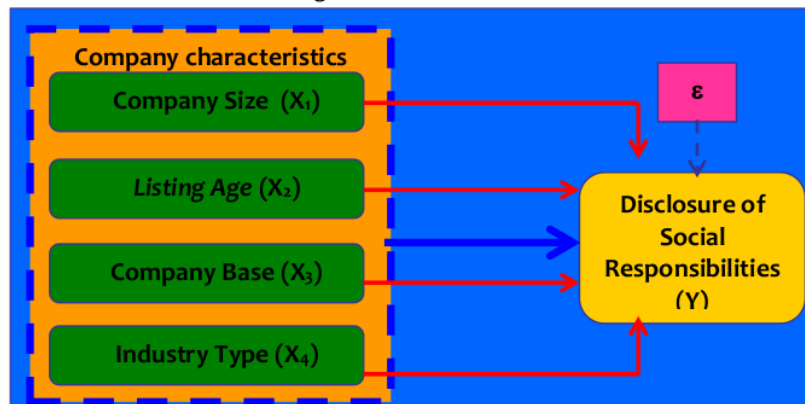 Company characteristics
Company Size (X₁)
Listing Age (X₂)
Company Base (X₃)
Industry Type (X₄)
ε
Disclosure of
Social
Responsibilities
(Y)